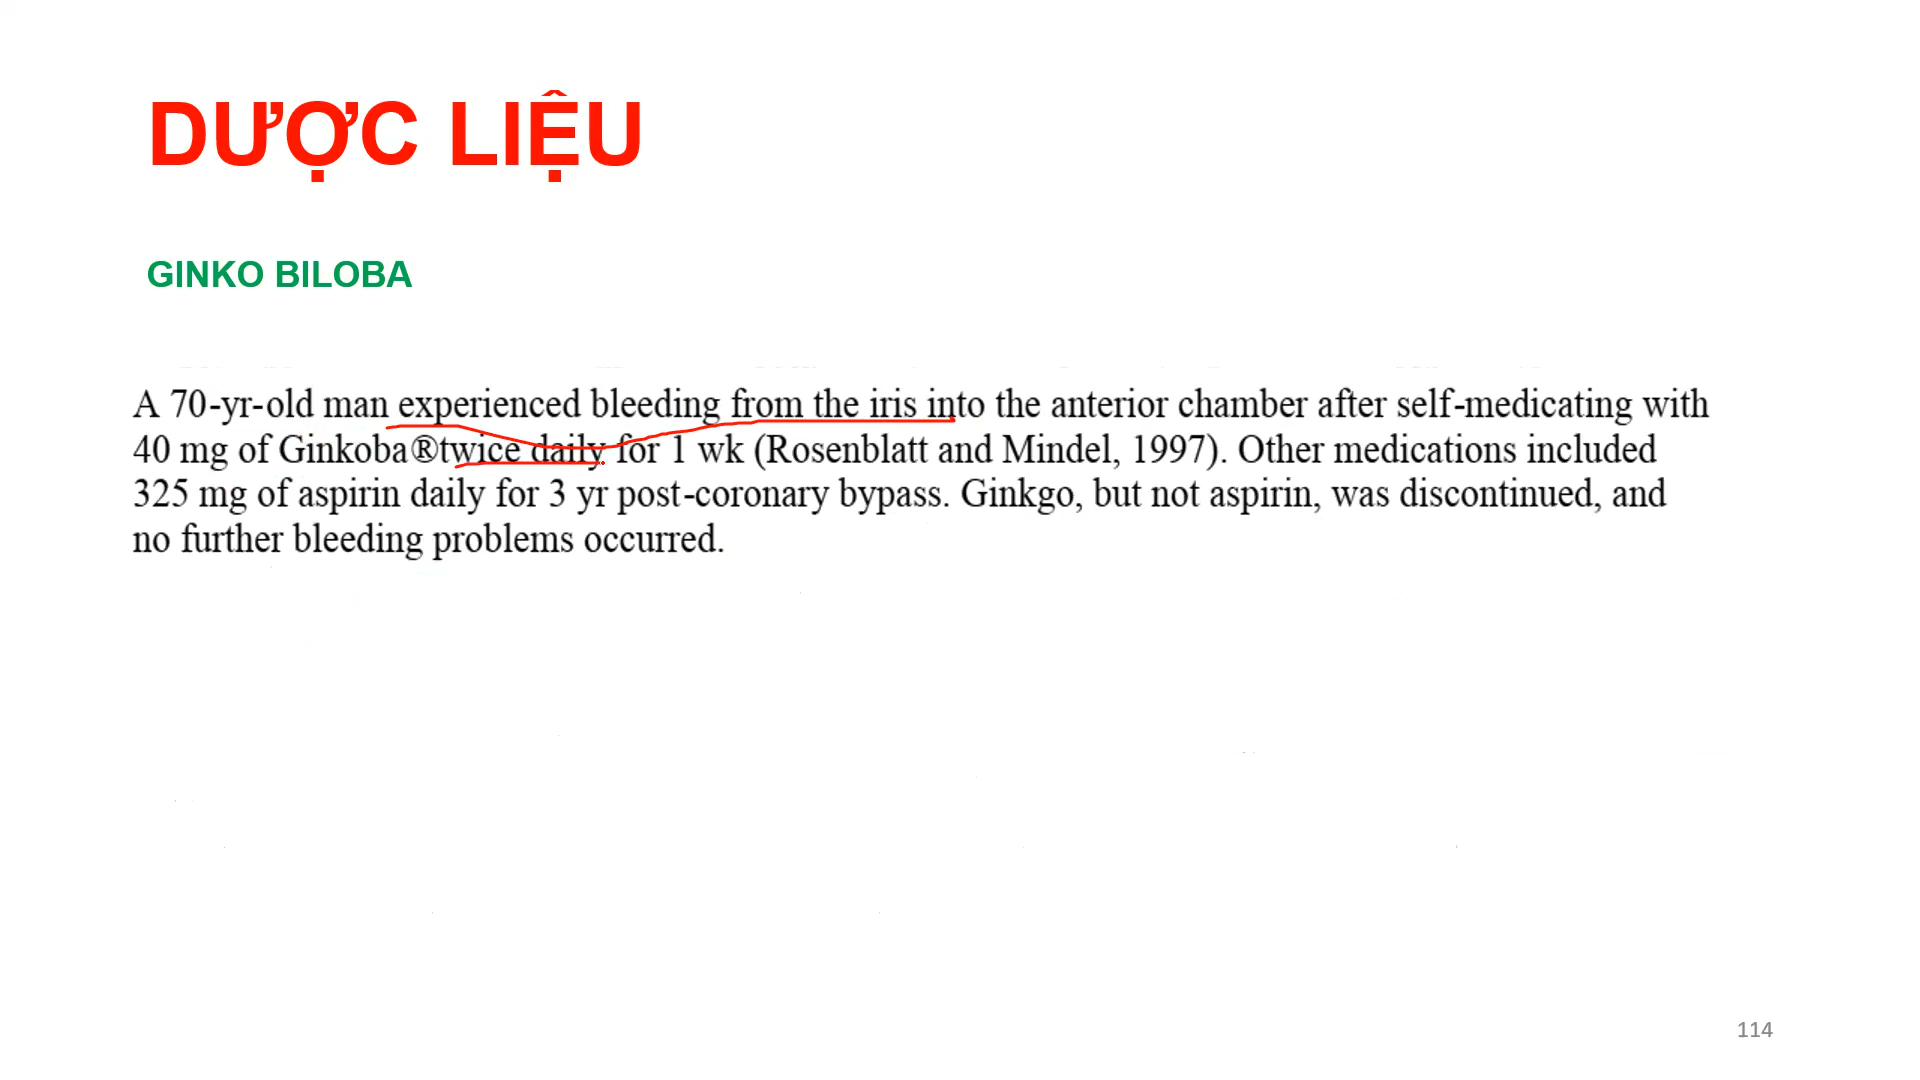 DƯỢC LIỆU
GINKO BILOBA
A 70-yr-old man experienced bleeding from the iris into the anterior chamber after self-medicating with
40 mg of Ginkoba®twice daily for 1 wk (Rosenblatt and Mindel, 1997). Other medications included
325 mg of aspirin daily for 3 yr post-coronary bypass. Ginkgo, but not aspirin, was discontinued, and
no further bleeding problems occurred.
114